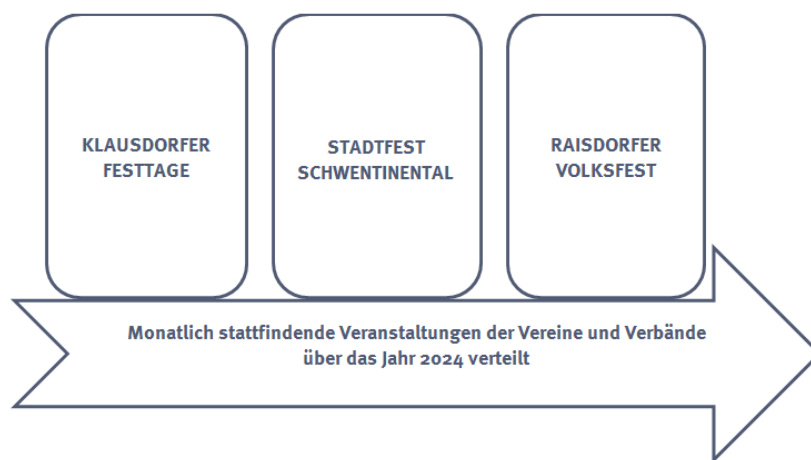 KLAUSDORFER
FESTTAGE
STADTFEST
SCHWENTINENTAL
RAISDORFER
VOLKSFEST
Monatlich stattfindende Veranstaltungen der Vereine und Verbände
über das Jahr 2024 verteilt